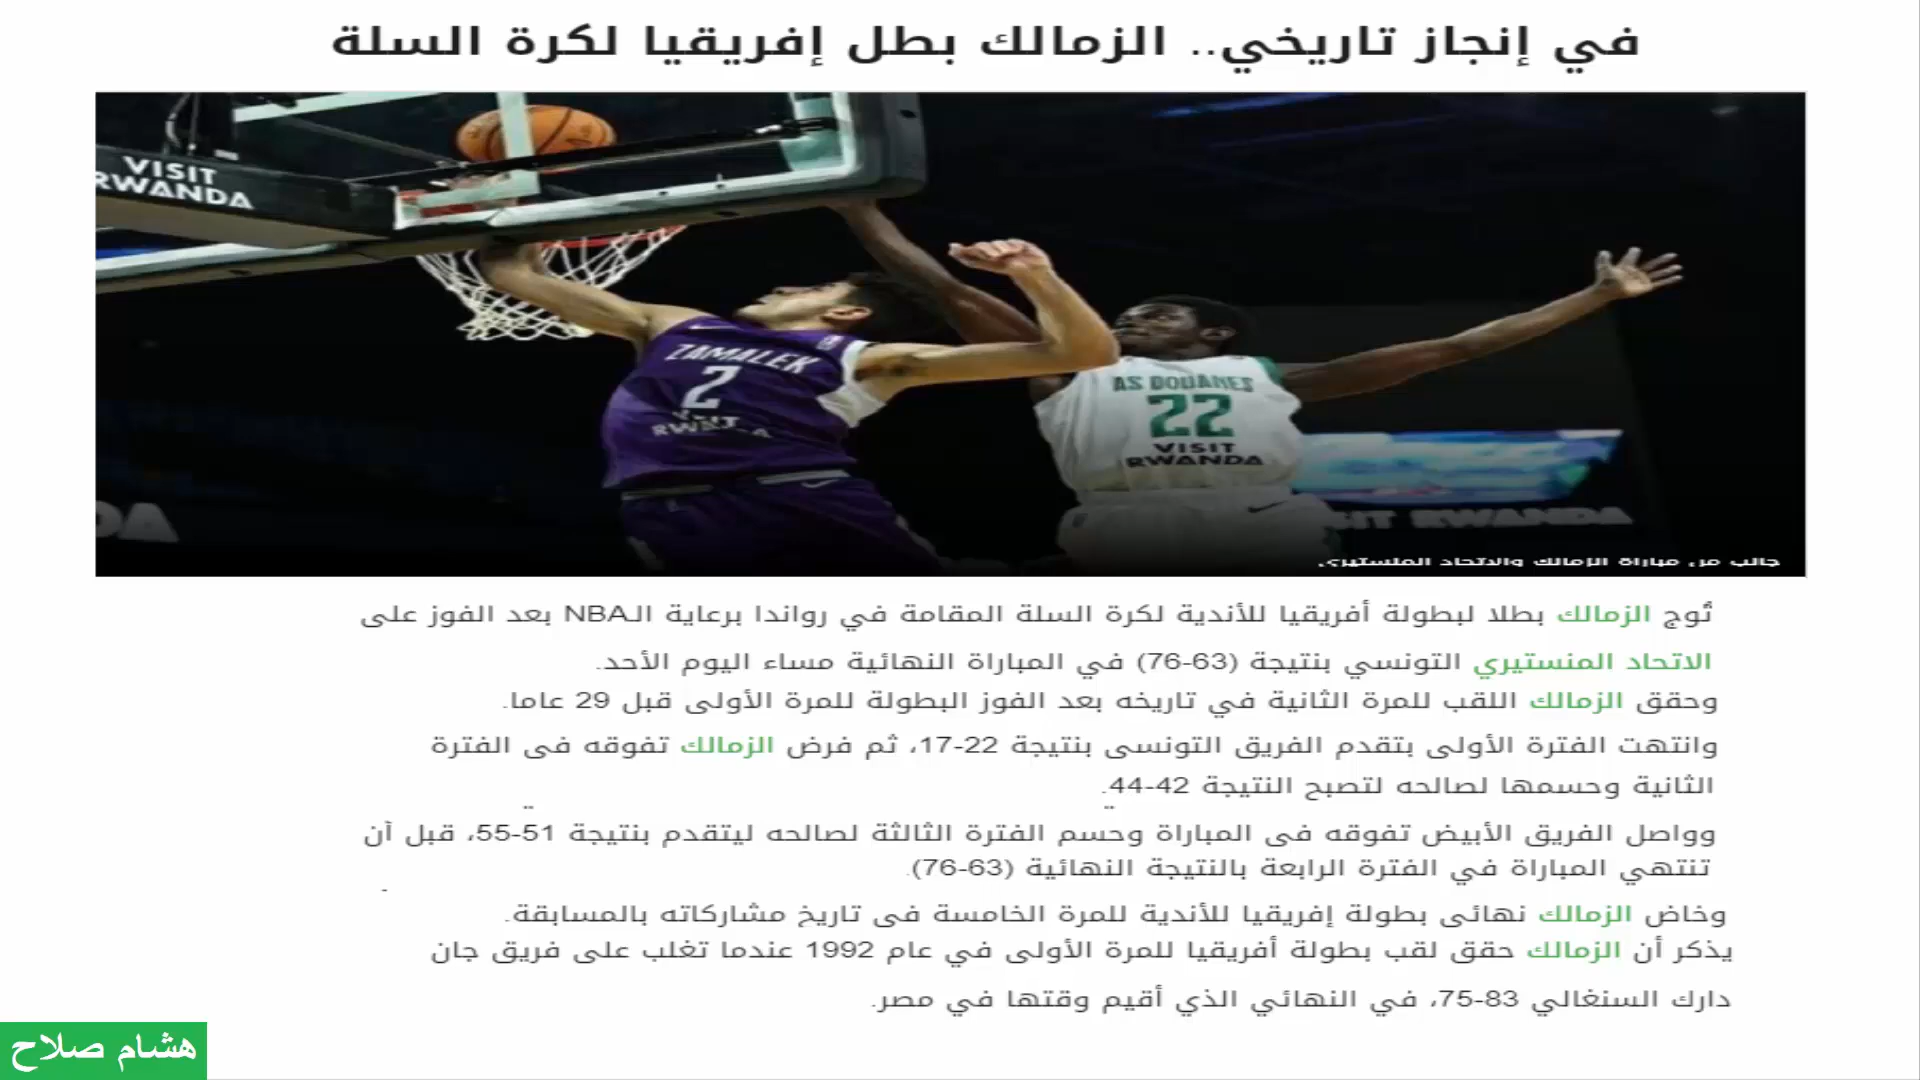 في إنجاز تاريخي.. الزمالك بطل إفريقيا لكرة السلة
VISIT
RWANDA
ZAMALEK
2
VISIT
RWANDA
AS DOUANES
22
VISIT
RWANDA
DA
SIT RWANDA
جانب من مباراة الزمالك والاتحاد المنستيري.
تُوج الزمالك بطلا لبطولة أفريقيا للأندية لكرة السلة المقامة في رواندا برعاية الـNBA بعد الفوز على
الاتحاد المنستيري التونسي بنتيجة (63-76) في المباراة النهائية مساء اليوم الأحد.
وحقق الزمالك اللقب للمرة الثانية في تاريخه بعد الفوز البطولة للمرة الأولى قبل 29 عاما.
وانتهت الفترة الأولى بتقدم الفريق التونسى بنتيجة 22-17، ثم فرض الزمالك تفوقه فى الفترة
الثانية وحسمها لصالحه لتصبح النتيجة 42-44.
وواصل الفريق الأبيض تفوقه فى المباراة وحسم الفترة الثالثة لصالحه ليتقدم بنتيجة 51-55، قبل أن
تنتهي المباراة في الفترة الرابعة بالنتيجة النهائية (63-76).
وخاض الزمالك نهائى بطولة إفريقيا للأندية للمرة الخامسة فى تاريخ مشاركاته بالمسابقة.
يذكر أن الزمالك حقق لقب بطولة أفريقيا للمرة الأولى في عام 1992 عندما تغلب على فريق جان
دارك السنغالي 83-75، في النهائي الذي أقيم وقتها في مصر.
هشام صلاح